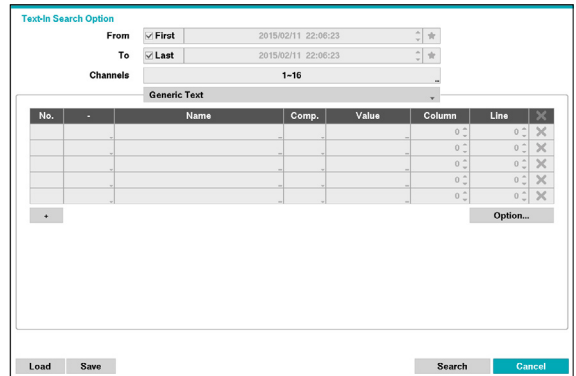 Text-In Search Option
From First 2015/02/11 22:06:23
To Last 2015/02/11 22:06:23
Channels 1~16 ...
Generic Text
No. - Name Comp. Value Column Line
0 0
0 0
0 0
0 0
0 0
+ Option...
Load Save Search Cancel